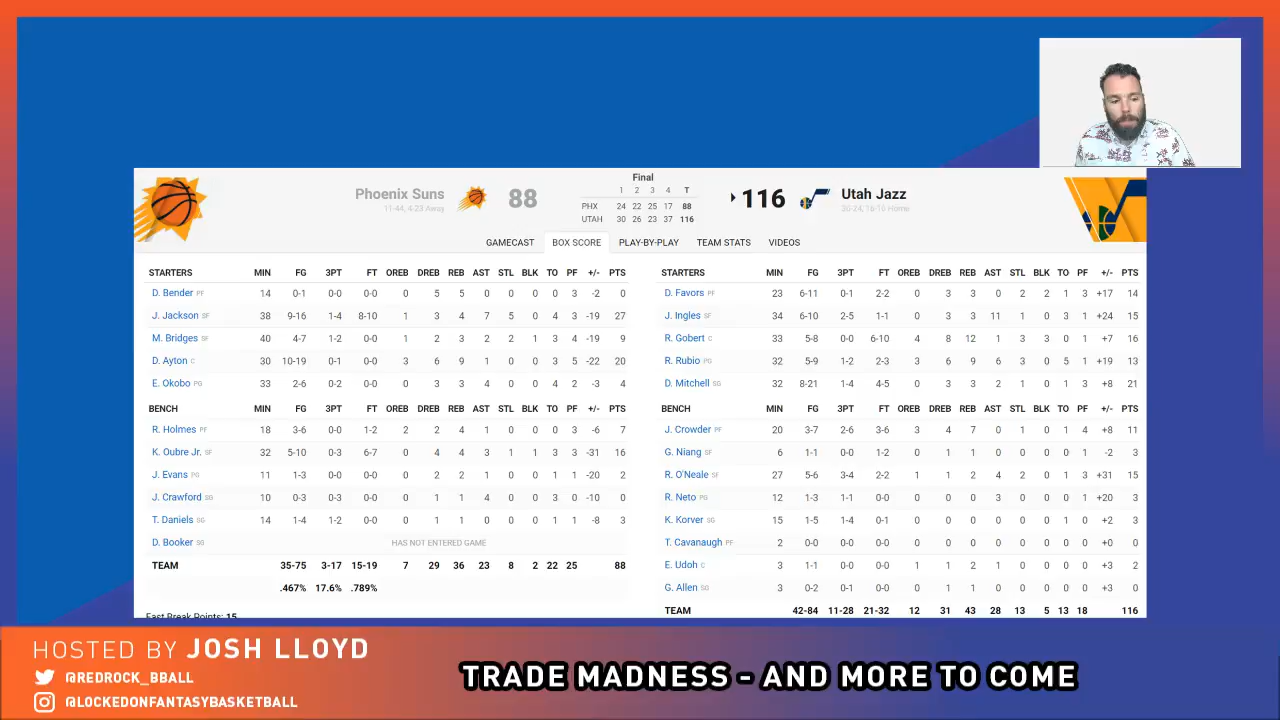 Final
Phoenix Suns 88 116 Utah Jazz
11-44, 4-23 Away
1 2 3 4 T
PHX 24 22 25 17 88
UTAH 30 26 23 37 116
GAMECAST BOX SCORE PLAY-BY-PLAY TEAM STATS VIDEOS
STARTERS MIN FG 3PT FT OREB DREB REB AST STL BLK TO PF +/- PTS
D. Bender PF 14 0-1 0-0 0-0 0 5 5 0 0 0 0 3 -2 0
J. Jackson SF 38 9-16 1-4 8-10 1 3 4 7 5 0 4 3 -19 27
M. Bridges SF 40 4-7 1-2 0-0 1 2 3 2 2 1 3 4 -19 9
D. Ayton C 30 10-19 0-1 0-0 3 6 9 1 0 0 3 5 -22 20
E. Okobo PG 33 2-6 0-2 0-0 0 3 3 4 0 0 4 2 -3 4
BENCH MIN FG 3PT FT OREB DREB REB AST STL BLK TO PF +/- PTS
R. Holmes PF 18 3-6 0-0 1-2 2 2 4 1 0 0 0 3 -6 7
K. Oubre Jr. SF 32 5-10 0-3 6-7 0 4 4 3 1 1 3 3 -31 16
J. Evans PG 11 1-3 0-0 0-0 0 2 2 1 0 0 1 1 -20 2
J. Crawford SG 10 0-3 0-3 0-0 0 1 1 4 0 0 3 0 -10 0
T. Daniels SG 14 1-4 1-2 0-0 0 1 1 0 0 0 1 1 -8 3
D. Booker SG HAS NOT ENTERED GAME
TEAM 35-75 3-17 15-19 7 29 36 23 8 2 22 25 88
.467% 17.6% .789%
Fast Break Points: 15
STARTERS MIN FG 3PT FT OREB DREB REB AST STL BLK TO PF +/- PTS
D. Favors PF 23 6-11 0-1 2-2 0 3 3 0 2 2 1 3 +17 14
J. Ingles SF 34 6-10 2-5 1-1 0 3 3 11 1 0 3 1 +24 15
R. Gobert C 33 5-8 0-0 6-10 4 8 12 1 3 3 1 0 +7 16
R. Rubio PG 32 5-9 1-2 2-3 3 6 9 6 3 0 5 1 +19 13
D. Mitchell SG 32 8-21 1-4 4-5 0 3 3 2 1 0 1 3 +8 21
BENCH MIN FG 3PT FT OREB DREB REB AST STL BLK TO PF +/- PTS
J. Crowder PF 20 3-7 2-6 3-6 3 4 7 0 1 0 1 4 +8 11
G. Niang SF 6 1-1 0-0 1-2 0 1 1 0 0 0 0 1 -2 3
R. O'Neale SF 27 5-6 3-4 2-2 1 1 2 4 2 0 1 3 +31 15
R. Neto PG 12 1-3 1-1 0-0 0 0 0 3 0 0 0 1 +20 3
K. Korver SG 15 1-5 1-4 0-1 0 0 0 0 0 0 1 0 +2 3
T. Cavanaugh PF 2 0-0 0-0 0-0 0 0 0 0 0 0 0 0 +0 0
E. Udoh C 3 1-1 0-0 0-0 1 1 2 1 0 0 0 0 +3 2
G. Allen SG 3 0-2 0-1 0-0 0 1 1 0 0 0 0 0 +3 0
TEAM 42-84 11-28 21-32 12 31 43 28 13 5 13 18 116
HOSTED BY JOSH LLOYD
@REDROCK_BBALL
@LOCKEDONFANTASYBASKETBALL
TRADE MADNESS - AND MORE TO COME